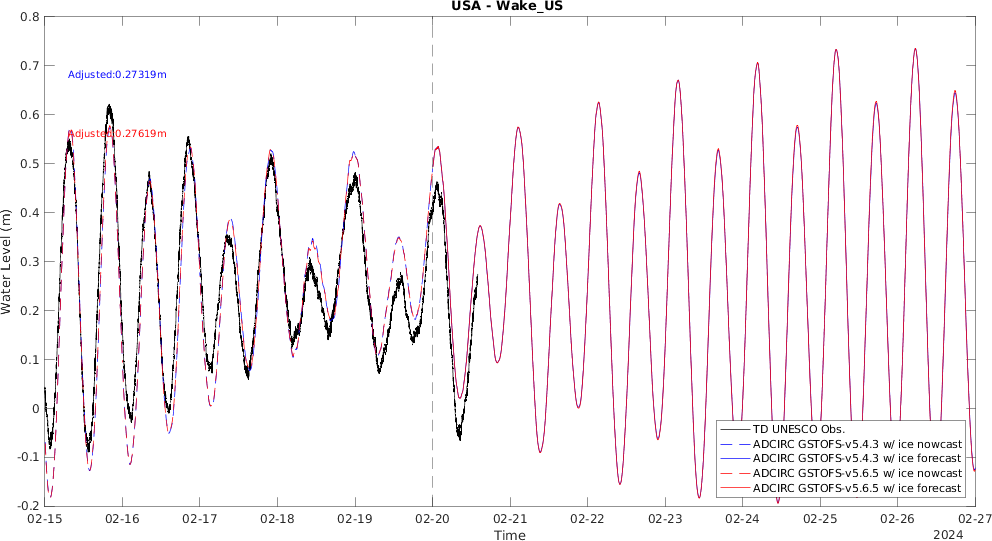 USA - Wake_US
0.8
0.7
0.6
0.5
0.4
0.3
0.2
0.1
0
-0.1
-0.2
Water Level (m)
Adjusted:0.27319m
Adjusted:0.27619m
TD UNESCO Obs.
ADCIRC GSTOFS-v5.4.3 w/ ice nowcast
ADCIRC GSTOFS-v5.4.3 w/ ice forecast
ADCIRC GSTOFS-v5.6.5 w/ ice nowcast
ADCIRC GSTOFS-v5.6.5 w/ ice forecast
02-15 02-16 02-17 02-18 02-19 02-20 02-21 02-22 02-23 02-24 02-25 02-26 02-27
Time
2024